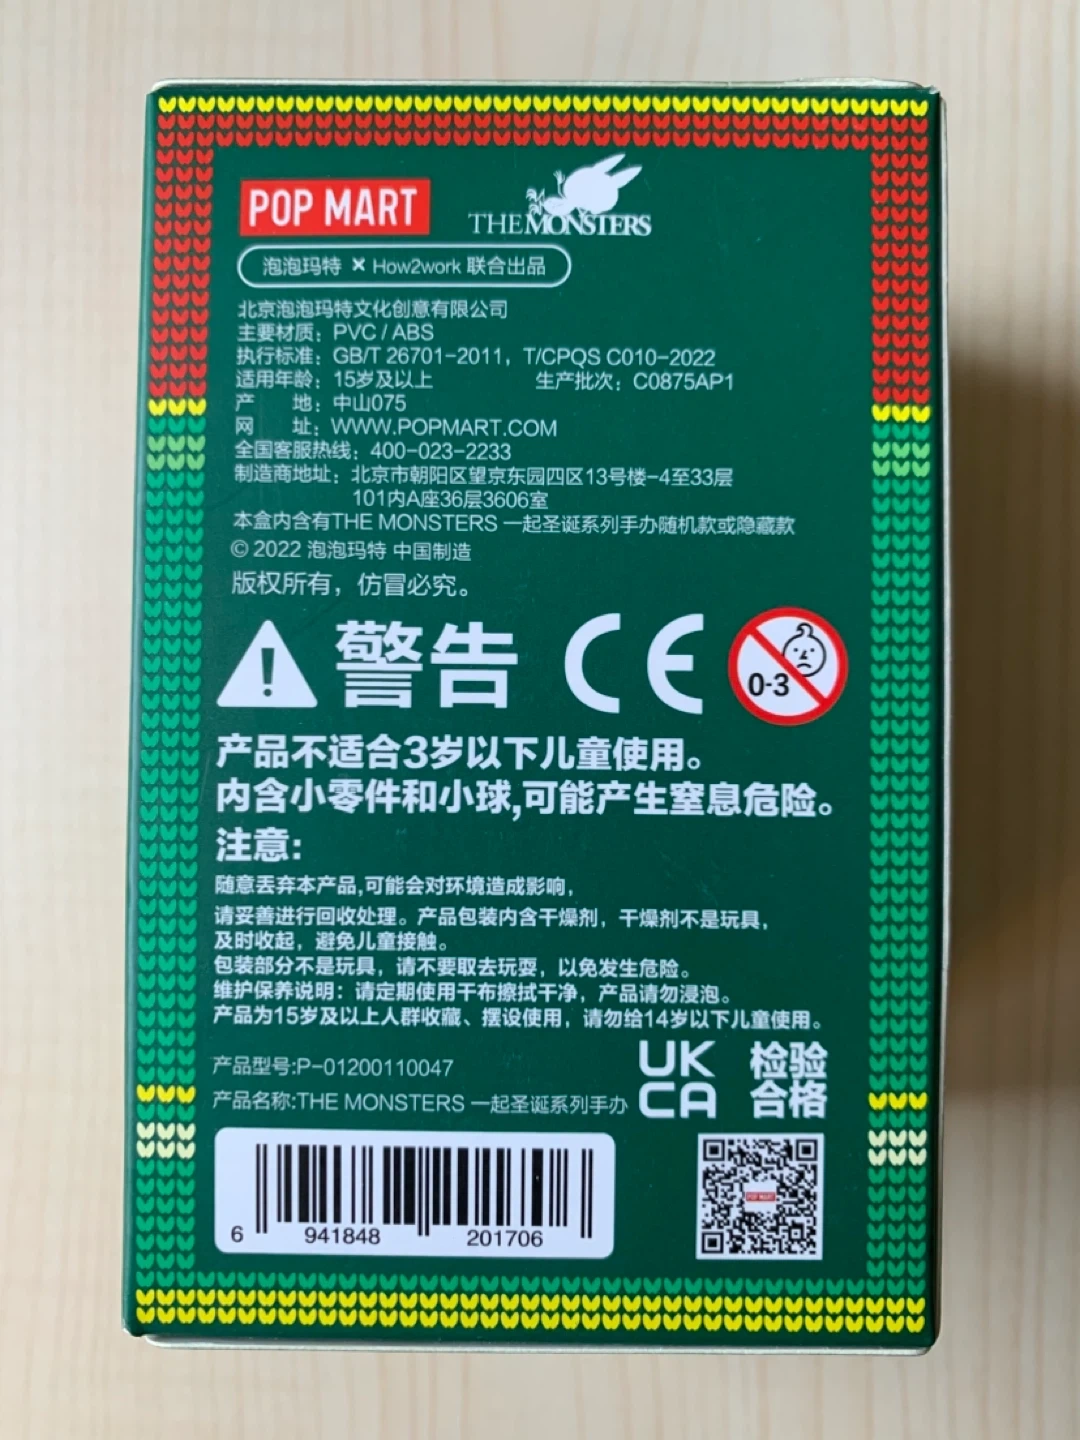 POP MART
THE MONSTERS
泡泡玛特 × How2work 联合出品
北京泡泡玛特文化创意有限公司
主要材质：PVC / ABS
执行标准：GB/T 26701-2011，T/CPQS C010-2022
适用年龄：15岁及以上 生产批次：C0875AP1
产 地：中山075
网 址：WWW.POPMART.COM
全国客服热线：400-023-2233
制造商地址：北京市朝阳区望京东园四区13号楼-4至33层
101内A座36层3606室
本盒内含有THE MONSTERS 一起圣诞系列手办随机款或隐藏款
© 2022 泡泡玛特 中国制造
版权所有，仿冒必究。
警告 CE 0-3
产品不适合3岁以下儿童使用。
内含小零件和小球,可能产生窒息危险。
注意:
随意丢弃本产品,可能会对环境造成影响，
请妥善进行回收处理。产品包装内含干燥剂，干燥剂不是玩具，
及时收起，避免儿童接触。
包装部分不是玩具，请不要取去玩耍，以免发生危险。
维护保养说明：请定期使用干布擦拭干净，产品请勿浸泡。
产品为15岁及以上人群收藏、摆设使用，请勿给14岁以下儿童使用。
产品型号:P-01200110047
产品名称:THE MONSTERS 一起圣诞系列手办
UK
CA
检验
合格
6 941848 201706
POP MART